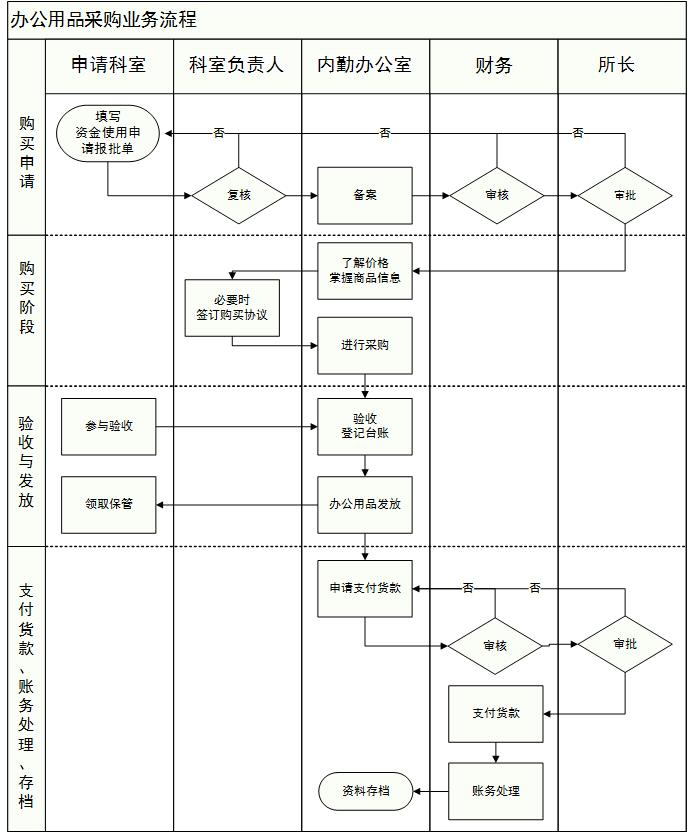 办公用品采购业务流程
申请科室
科室负责人
内勤办公室
财务
所长
购买申请
填写
资金使用申
请报批单
否
否
否
复核
备案
审核
审批
购买阶段
了解价格
掌握商品信息
必要时
签订购买协议
进行采购
验收与发放
参与验收
验收
登记台账
领取保管
办公用品发放
支付货款、账务处理、存档
申请支付货款
否
否
审核
审批
支付货款
资料存档
账务处理